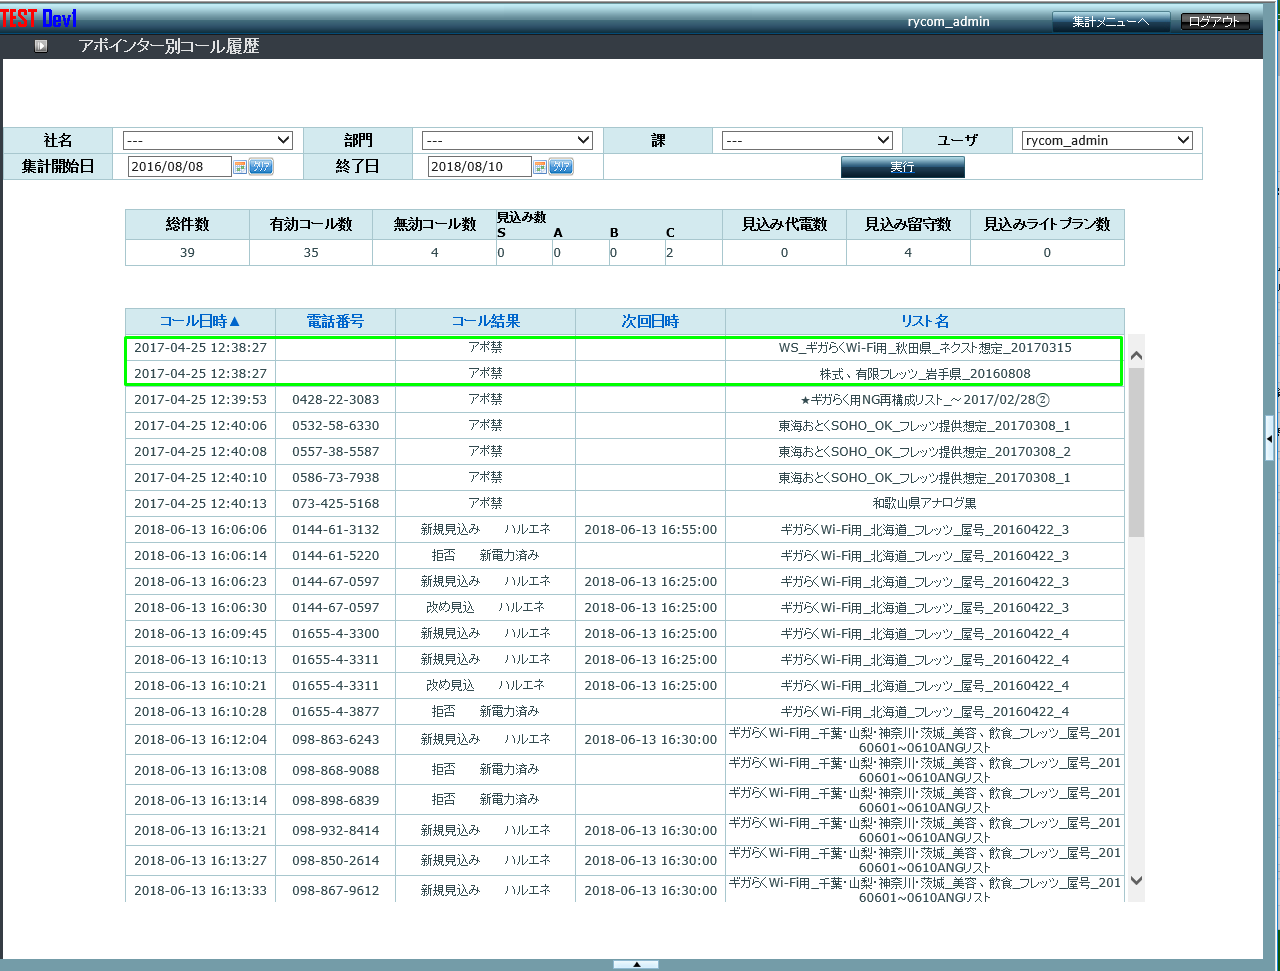 TEST Dev1
rycom_admin 集計メニューへ ログアウト
アポインター別コール履歴
社名 --- 部門 --- 課 --- ユーザ rycom_admin
集計開始日 2016/08/08 クリア 終了日 2018/08/10 クリア 実行
総件数 有効コール数 無効コール数 見込み数 見込み代電数 見込み留守数 見込みライトプラン数
S A B C
39 35 4 0 0 0 2 0 4 0
コール日時▲ 電話番号 コール結果 次回日時 リスト名
2017-04-25 12:38:27 アポ禁 WS_ギガらくWi-Fi用_秋田県_ネクスト想定_20170315
2017-04-25 12:38:27 アポ禁 株式、有限フレッツ_岩手県_20160808
2017-04-25 12:39:53 0428-22-3083 アポ禁 ★ギガらく用NG再構成リスト_～2017/02/28②
2017-04-25 12:40:06 0532-58-6330 アポ禁 東海おとくSOHO_OK_フレッツ提供想定_20170308_1
2017-04-25 12:40:08 0557-38-5587 アポ禁 東海おとくSOHO_OK_フレッツ提供想定_20170308_2
2017-04-25 12:40:10 0586-73-7938 アポ禁 東海おとくSOHO_OK_フレッツ提供想定_20170308_1
2017-04-25 12:40:13 073-425-5168 アポ禁 和歌山県アナログ黒
2018-06-13 16:06:06 0144-61-3132 新規見込み ハルエネ 2018-06-13 16:55:00 ギガらくWi-Fi用_北海道_フレッツ_屋号_20160422_3
2018-06-13 16:06:14 0144-61-5220 拒否 新電力済み ギガらくWi-Fi用_北海道_フレッツ_屋号_20160422_3
2018-06-13 16:06:23 0144-67-0597 新規見込み ハルエネ 2018-06-13 16:25:00 ギガらくWi-Fi用_北海道_フレッツ_屋号_20160422_3
2018-06-13 16:06:30 0144-67-0597 改め見込 ハルエネ 2018-06-13 16:25:00 ギガらくWi-Fi用_北海道_フレッツ_屋号_20160422_3
2018-06-13 16:09:45 01655-4-3300 新規見込み ハルエネ 2018-06-13 16:25:00 ギガらくWi-Fi用_北海道_フレッツ_屋号_20160422_4
2018-06-13 16:10:13 01655-4-3311 新規見込み ハルエネ 2018-06-13 16:25:00 ギガらくWi-Fi用_北海道_フレッツ_屋号_20160422_4
2018-06-13 16:10:21 01655-4-3311 改め見込 ハルエネ 2018-06-13 16:25:00 ギガらくWi-Fi用_北海道_フレッツ_屋号_20160422_4
2018-06-13 16:10:28 01655-4-3877 拒否 新電力済み ギガらくWi-Fi用_北海道_フレッツ_屋号_20160422_4
2018-06-13 16:12:04 098-863-6243 新規見込み ハルエネ 2018-06-13 16:30:00 ギガらくWi-Fi用_千葉・山梨・神奈川・茨城_美容、飲食_フレッツ_屋号_201
60601~0610ANGリスト
2018-06-13 16:13:08 098-868-9088 拒否 新電力済み ギガらくWi-Fi用_千葉・山梨・神奈川・茨城_美容、飲食_フレッツ_屋号_201
60601~0610ANGリスト
2018-06-13 16:13:14 098-898-6839 拒否 新電力済み ギガらくWi-Fi用_千葉・山梨・神奈川・茨城_美容、飲食_フレッツ_屋号_201
60601~0610ANGリスト
2018-06-13 16:13:21 098-932-8414 新規見込み ハルエネ 2018-06-13 16:30:00 ギガらくWi-Fi用_千葉・山梨・神奈川・茨城_美容、飲食_フレッツ_屋号_201
60601~0610ANGリスト
2018-06-13 16:13:27 098-850-2614 新規見込み ハルエネ 2018-06-13 16:30:00 ギガらくWi-Fi用_千葉・山梨・神奈川・茨城_美容、飲食_フレッツ_屋号_201
60601~0610ANGリスト
2018-06-13 16:13:33 098-867-9612 新規見込み ハルエネ 2018-06-13 16:30:00 ギガらくWi-Fi用_千葉・山梨・神奈川・茨城_美容、飲食_フレッツ_屋号_201
60601~0610ANGリスト